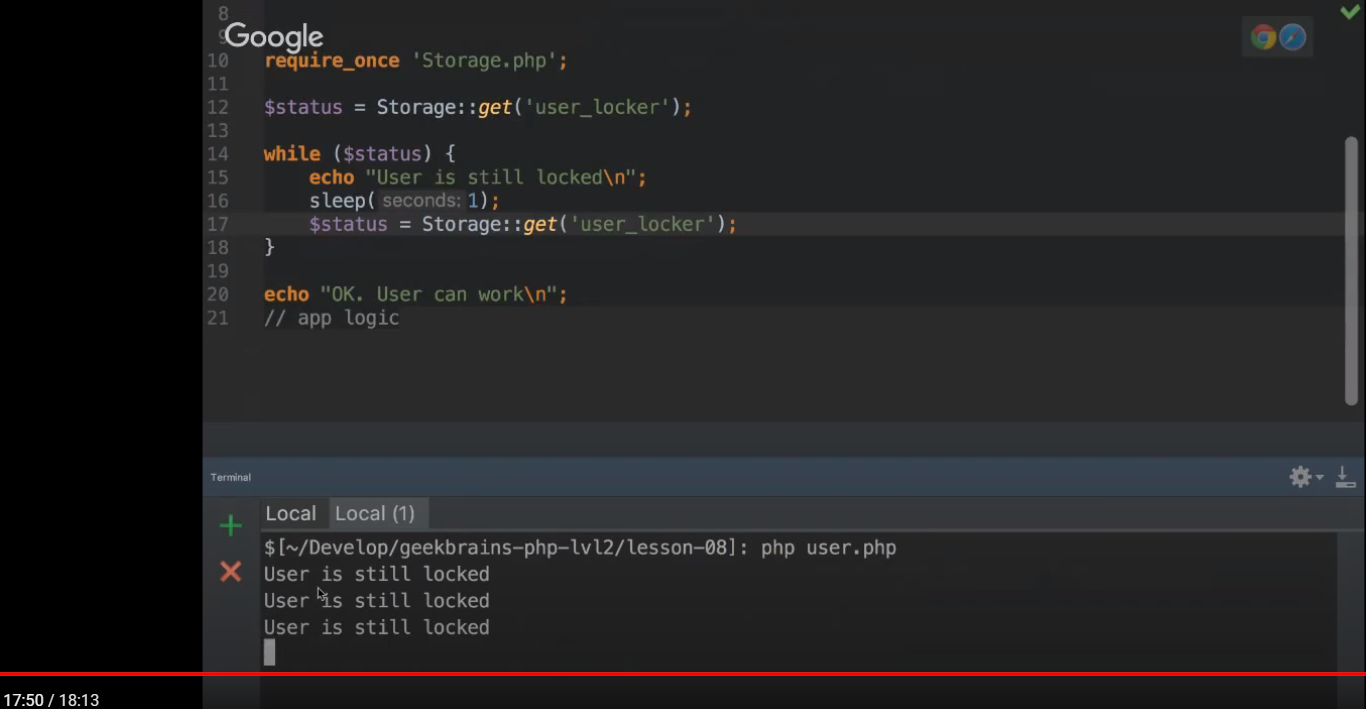 8
9
Google
10 require_once 'Storage.php';
11
12 $status = Storage::get('user_locker');
13
14 while ($status) {
15 echo "User is still locked\n";
16 sleep( seconds: 1);
17 $status = Storage::get('user_locker');
18 }
19
20 echo "OK. User can work\n";
21 // app logic
Terminal
Local Local (1)
$[~/Develop/geekbrains-php-lvl2/lesson-08]: php user.php
User is still locked
User is still locked
User is still locked
17:50 / 18:13